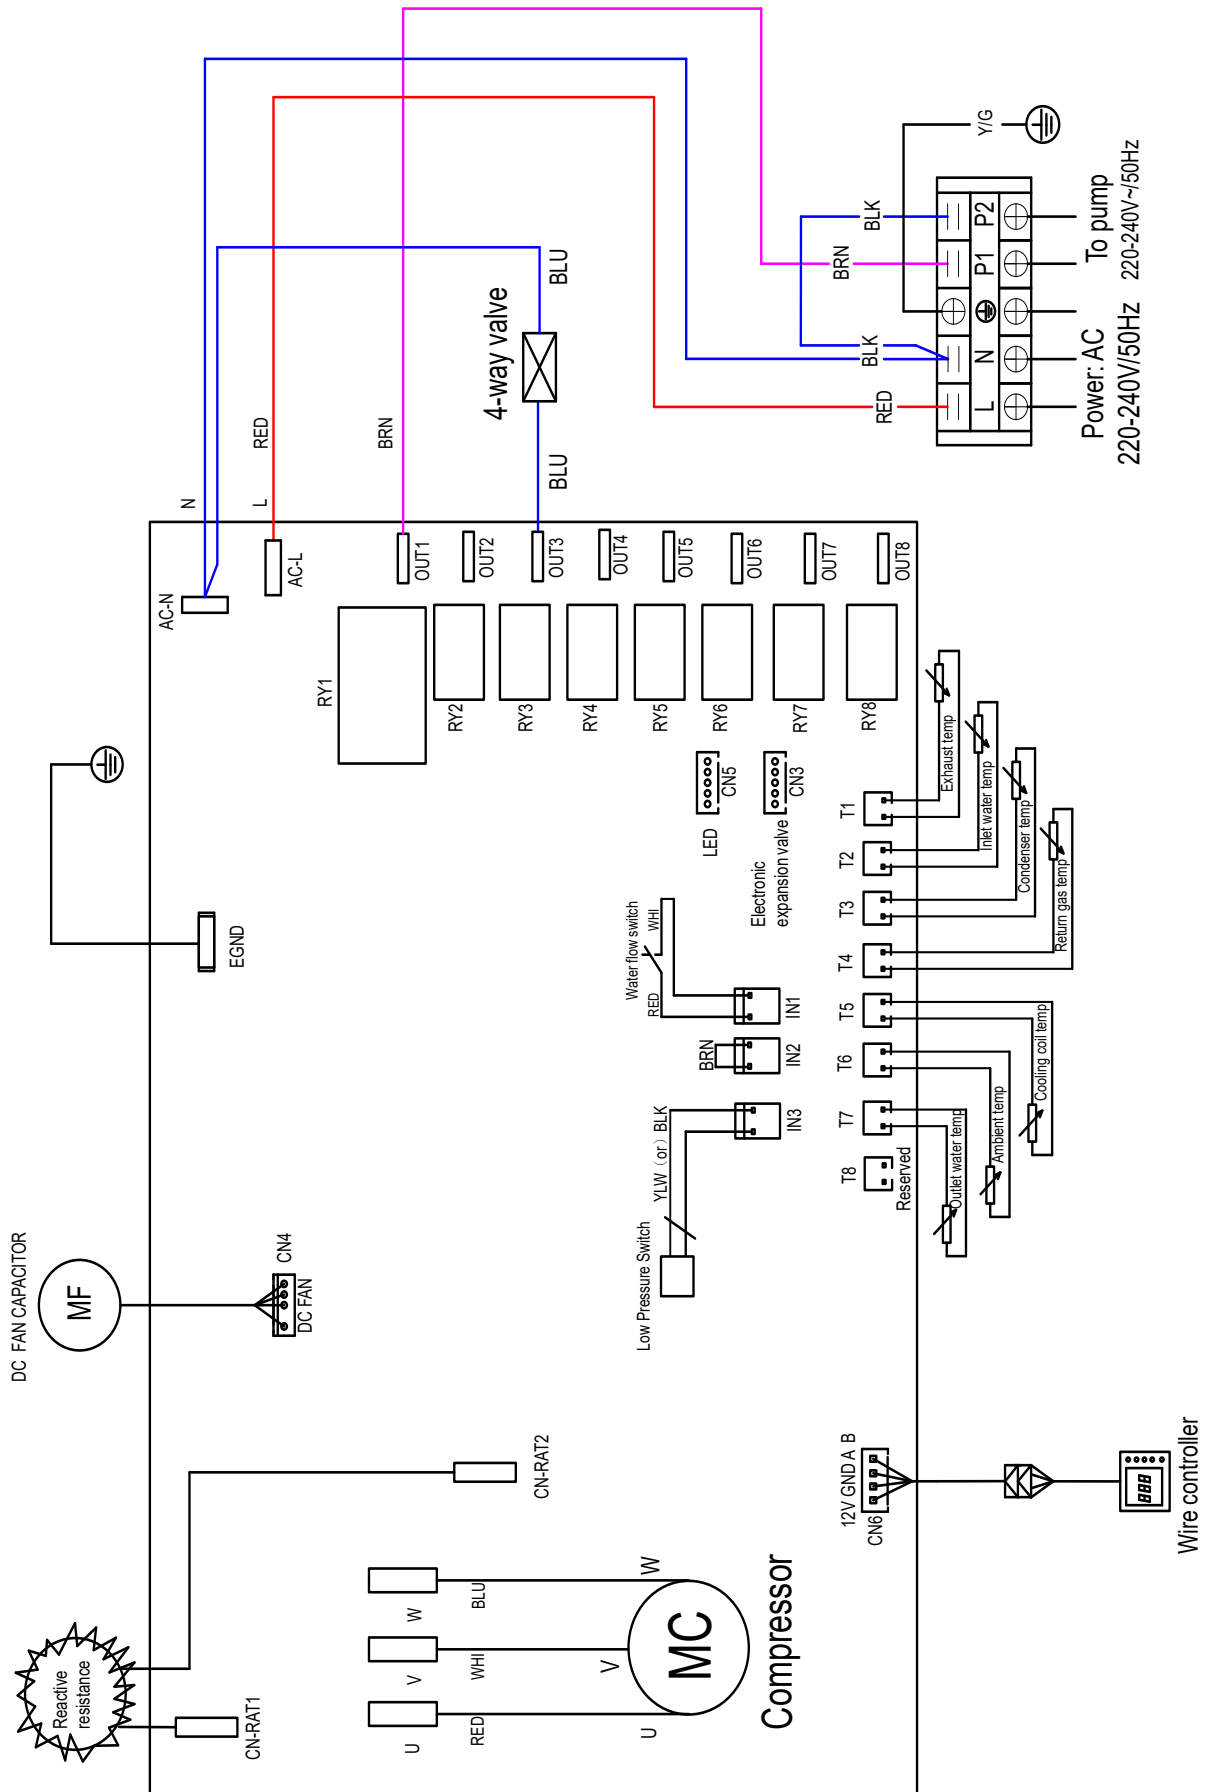 DC FAN CAPACITOR
MF
CN4
DC FAN
Reactive
resistance
CN-RAT1
CN-RAT2
EGND
AC-N
N
AC-L
L
RED
BRN
OUT1
OUT2
OUT3
OUT4
OUT5
OUT6
OUT7
OUT8
RY1
RY2
RY3
RY4
RY5
RY6
RY7
RY8
4-way valve
BLU
BLU
U
V
W
RED
WHI
BLU
U
V
W
MC
Compressor
Low Pressure Switch
YLW（or）BLK
IN3
BRN
IN2
Water flow switch
RED
WHI
IN1
LED
CN5
Electronic
expansion valve
CN3
T8
Reserved
T7
T6
T5
T4
T3
T2
T1
Outlet water temp
Ambient temp
Cooling coil temp
Return gas temp
Condenser temp
Inlet water temp
Exhaust temp
12V GND A B
CN6
888
Wire controller
RED
BLK
BRN
BLK
Y/G
L
N
P1
P2
Power: AC
220-240V/50Hz
To pump
220-240V~/50Hz